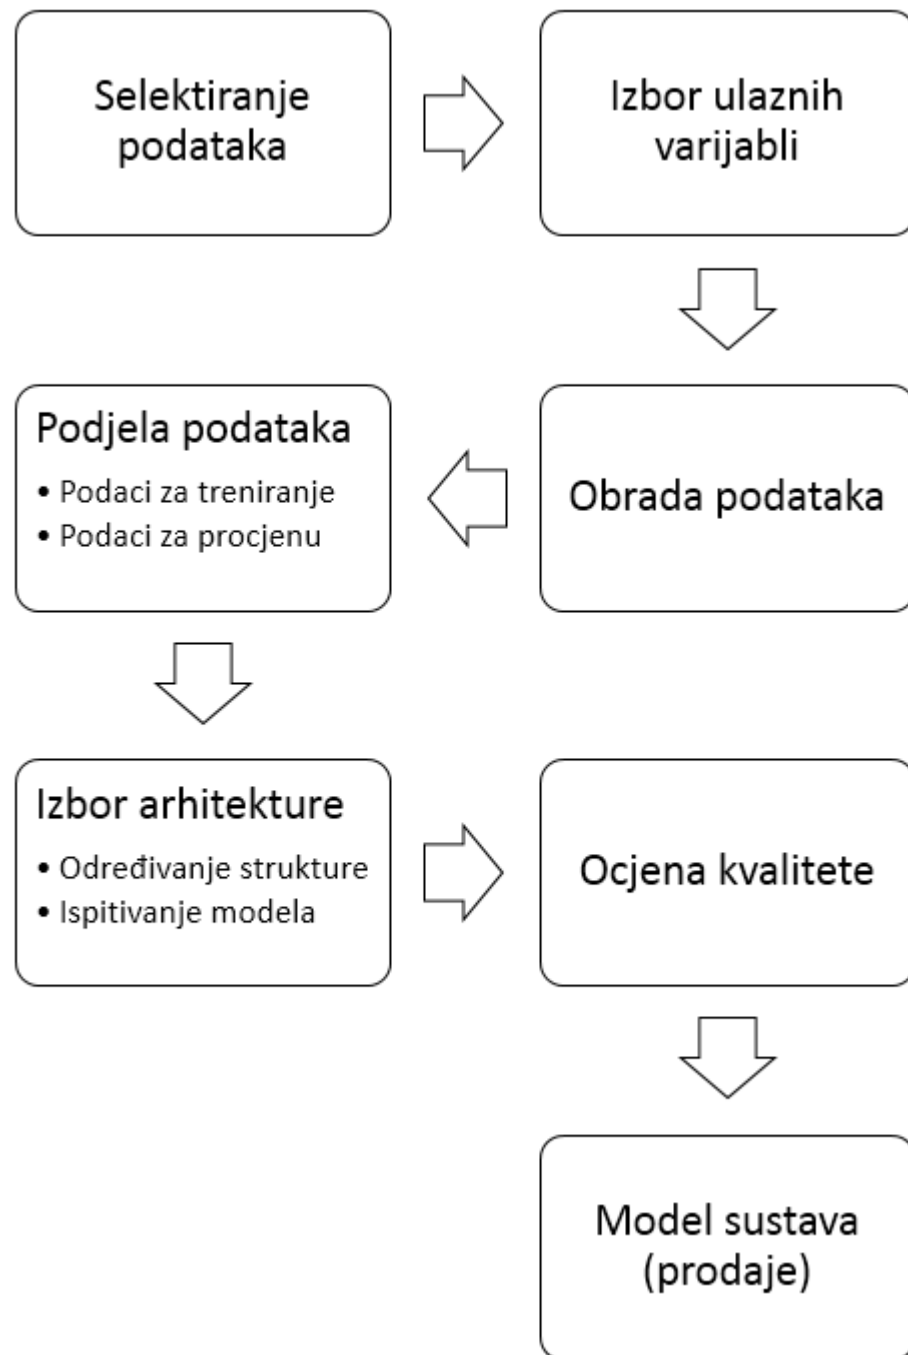 Selektiranje
podataka
Izbor ulaznih
varijabli
Obrada podataka
Podjela podataka
• Podaci za treniranje
• Podaci za procjenu
Izbor arhitekture
• Određivanje strukture
• Ispitivanje modela
Ocjena kvalitete
Model sustava
(prodaje)